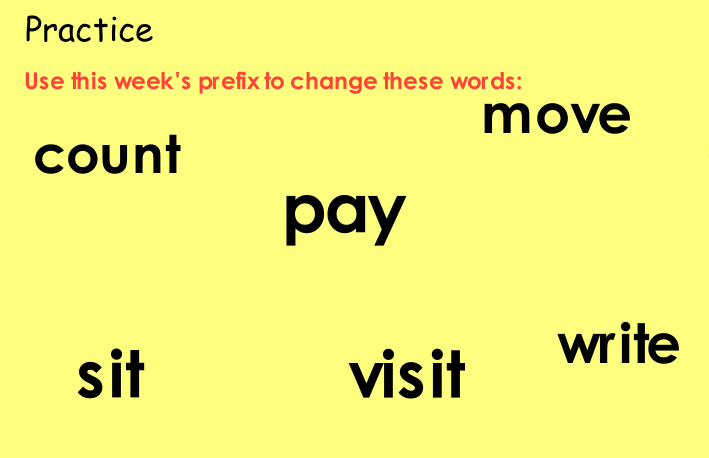 Practice
Use this week's prefix to change these words:
move
count
pay
write
sit visit